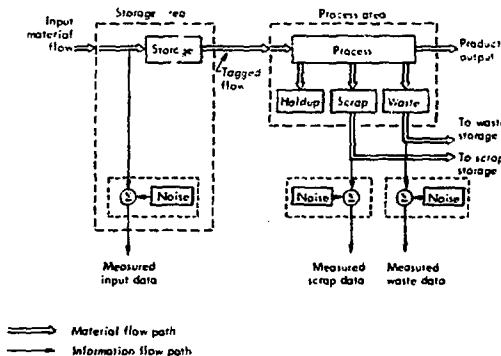 Storage area
Process area
Input
material
flow
Storage
Process
Product
output
Tagged
flow
Holdup
Scrap
Waste
To waste
storage
To scrap
storage
Σ
Noise
Noise
Σ
Σ
Noise
Measured
input data
Measured
scrap data
Measured
waste data
Material flow path
Information flow path